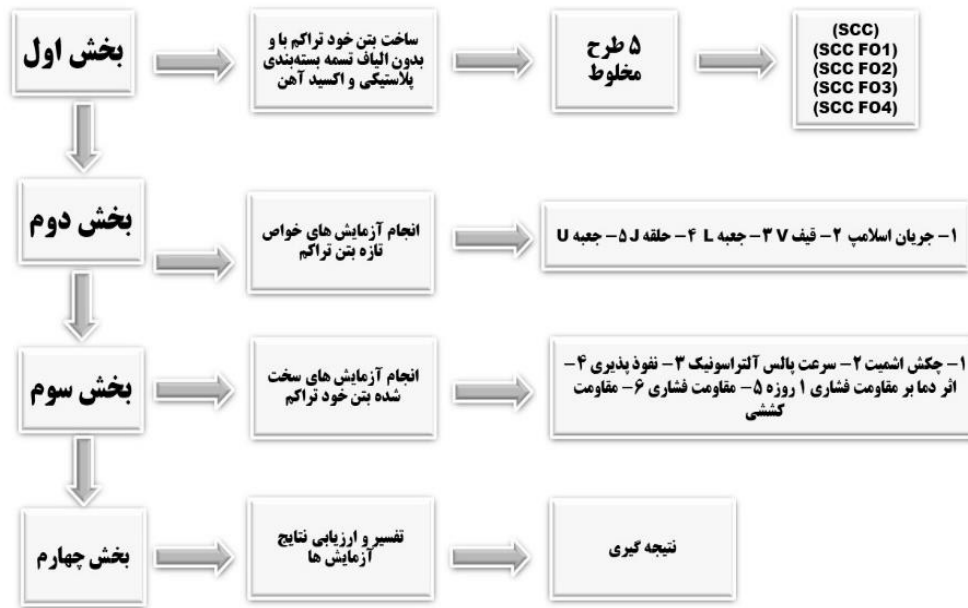 بخش اول
ساخت بتن خود تراکم با و
بدون الیاف تسمه بسته‌بندی
پلاستیکی و اکسید آهن
۵ طرح
مخلوط
(SCC)
(SCC FO1)
(SCC FO2)
(SCC FO3)
(SCC FO4)
بخش دوم
انجام آزمایش های خواص
تازه بتن تراکم
۱- جریان اسلامپ ۲- قیف V ۳- جعبه L ۴- حلقه J ۵- جعبه U
بخش سوم
انجام آزمایش های سخت
شده بتن خود تراکم
۱- چکش اشمیت ۲- سرعت پالس آلتراسونیک ۳- نفوذ پذیری ۴-
اثر دما بر مقاومت فشاری ۱ روزه ۵- مقاومت فشاری ۶- مقاومت
کششی
بخش چهارم
تفسیر و ارزیابی نتایج
آزمایش ها
نتیجه گیری